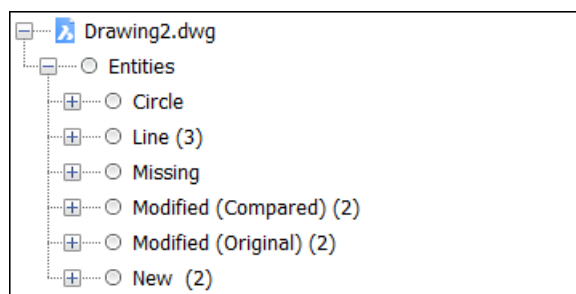 Drawing2.dwg
Entities
Circle
Line (3)
Missing
Modified (Compared) (2)
Modified (Original) (2)
New (2)